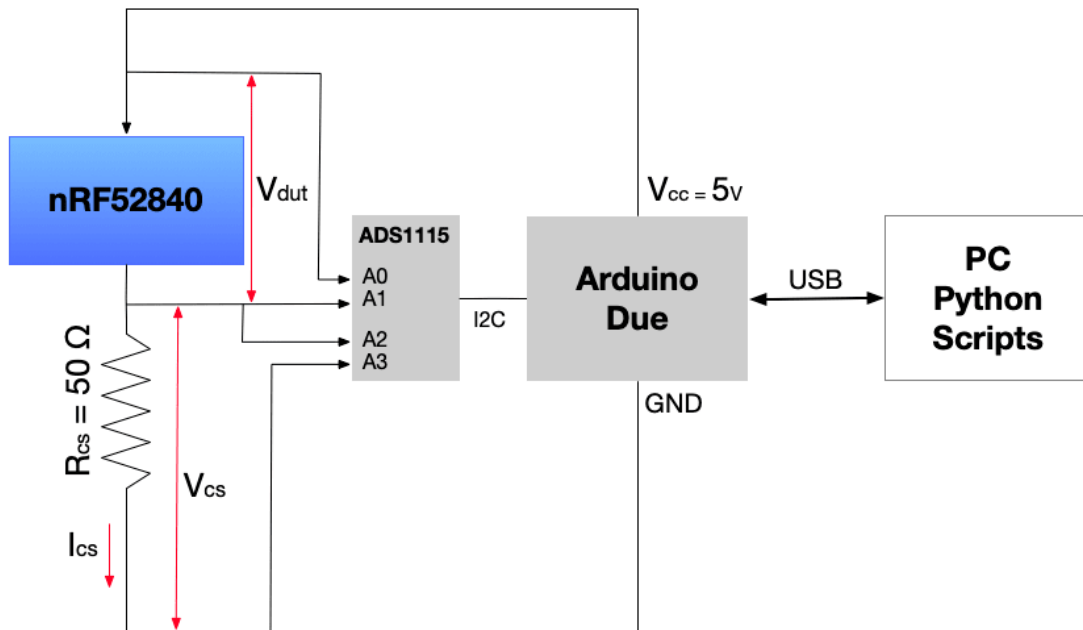 nRF52840
Vdut
Vcc = 5V
ADS1115
A0
A1
A2
A3
I2C
Arduino
Due
USB
PC
Python
Scripts
GND
Rcs = 50 Ω
Vcs
Ics